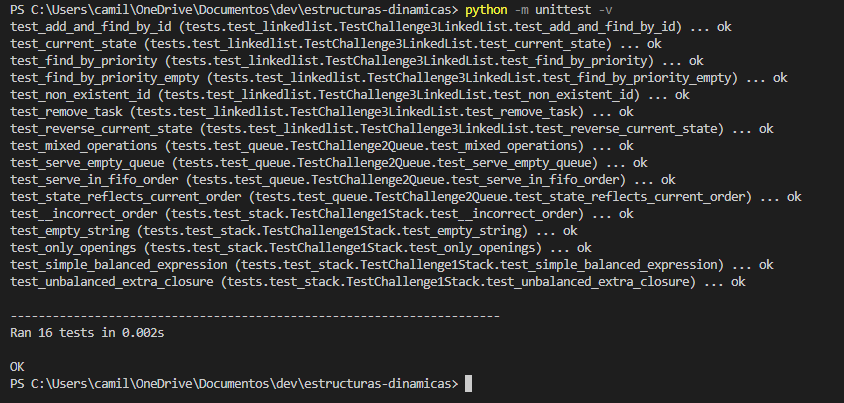 PS C:\Users\camil\OneDrive\Documentos\dev\estructuras-dinamicas> python -m unittest -v
test_add_and_find_by_id (tests.test_linkedlist.TestChallenge3LinkedList.test_add_and_find_by_id) ... ok
test_current_state (tests.test_linkedlist.TestChallenge3LinkedList.test_current_state) ... ok
test_find_by_priority (tests.test_linkedlist.TestChallenge3LinkedList.test_find_by_priority) ... ok
test_find_by_priority_empty (tests.test_linkedlist.TestChallenge3LinkedList.test_find_by_priority_empty) ... ok
test_non_existent_id (tests.test_linkedlist.TestChallenge3LinkedList.test_non_existent_id) ... ok
test_remove_task (tests.test_linkedlist.TestChallenge3LinkedList.test_remove_task) ... ok
test_reverse_current_state (tests.test_linkedlist.TestChallenge3LinkedList.test_reverse_current_state) ... ok
test_mixed_operations (tests.test_queue.TestChallenge2Queue.test_mixed_operations) ... ok
test_serve_empty_queue (tests.test_queue.TestChallenge2Queue.test_serve_empty_queue) ... ok
test_serve_in_fifo_order (tests.test_queue.TestChallenge2Queue.test_serve_in_fifo_order) ... ok
test_state_reflects_current_order (tests.test_queue.TestChallenge2Queue.test_state_reflects_current_order) ... ok
test__incorrect_order (tests.test_stack.TestChallenge1Stack.test__incorrect_order) ... ok
test_empty_string (tests.test_stack.TestChallenge1Stack.test_empty_string) ... ok
test_only_openings (tests.test_stack.TestChallenge1Stack.test_only_openings) ... ok
test_simple_balanced_expression (tests.test_stack.TestChallenge1Stack.test_simple_balanced_expression) ... ok
test_unbalanced_extra_closure (tests.test_stack.TestChallenge1Stack.test_unbalanced_extra_closure) ... ok
----------------------------------------------------------------------
Ran 16 tests in 0.002s
OK
PS C:\Users\camil\OneDrive\Documentos\dev\estructuras-dinamicas>